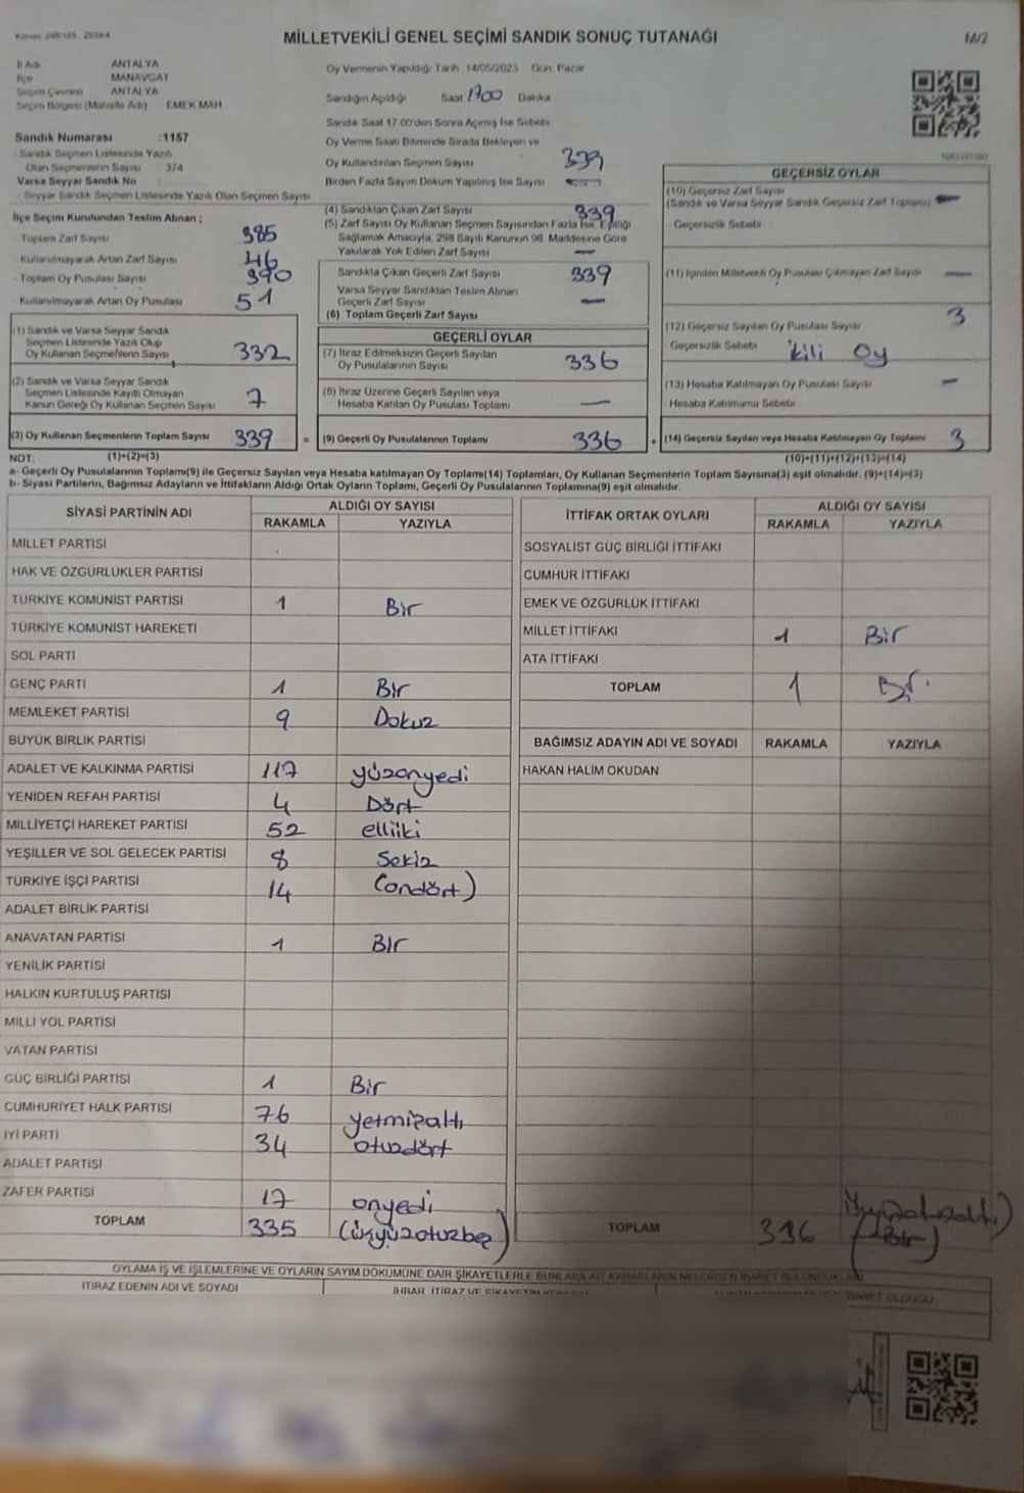 MİLLETVEKİLİ GENEL SEÇİMİ SANDIK SONUÇ TUTANAĞI
14/2
İl Adı ANTALYA
İlçe MANAVGAT
Seçim Çevresi ANTALYA
Seçim Bölgesi (Mahalle Adı) EMEK MAH
Sandık Numarası :1157
Sandık Seçmen Listesinde Yazılı
Olan Seçmenlerin Sayısı : 374
Varsa Seyyar Sandık No
Seyyar Sandık Seçmen Listesinde Yazılı Olan Seçmen Sayısı
Oy Vermenin Yapıldığı Tarih 14/05/2023 Gün Pazar
Sandığın Açıldığı Saat 1700 Dakika
Sandık Saat 17.00'den Sonra Açılmış İse Sebebi
Oy Verme Saati Bitiminde Sırada Bekleyen ve
Oy Kullandırılan Seçmen Sayısı 339
Birden Fazla Sayım Döküm Yapılmış İse Sayısı
İlçe Seçim Kurulundan Teslim Alınan ;
Toplam Zarf Sayısı 385
Kullanılmayarak Artan Zarf Sayısı 46
Toplam Oy Pusulası Sayısı 390
Kullanılmayarak Artan Oy Pusulası 51
(1) Sandık ve Varsa Seyyar Sandık
Seçmen Listesinde Yazılı Olup
Oy Kullanan Seçmenlerin Sayısı 332
(2) Sandık ve Varsa Seyyar Sandık
Seçmen Listesinde Kayıtlı Olmayan
Kanun Gereği Oy Kullanan Seçmen Sayısı 7
(3) Oy Kullanan Seçmenlerin Toplam Sayısı 339 =
(4) Sandıktan Çıkan Zarf Sayısı 339
(5) Zarf Sayısı Oy Kullanan Seçmen Sayısından Fazla İse, Eşitliği
Sağlamak Amacıyla, 298 Sayılı Kanunun 98. Maddesine Göre
Yakılarak Yok Edilen Zarf Sayısı —
Sandıkta Çıkan Geçerli Zarf Sayısı 339
Varsa Seyyar Sandıktan Teslim Alınan
Geçerli Zarf Sayısı —
(6) Toplam Geçerli Zarf Sayısı
GEÇERLİ OYLAR
(7) İtiraz Edilmeksizin Geçerli Sayılan
Oy Pusulalarının Sayısı 336
(8) İtiraz Üzerine Geçerli Sayılan veya
Hesaba Katılan Oy Pusulası Toplamı —
(9) Geçerli Oy Pusulalarının Toplamı 336 +
GEÇERSİZ OYLAR
(10) Geçersiz Zarf Sayısı
(Sandık ve Varsa Seyyar Sandık Geçersiz Zarf Toplamı) —
Geçersizlik Sebebi
(11) İçinden Milletvekili Oy Pusulası Çıkmayan Zarf Sayısı —
(12) Geçersiz Sayılan Oy Pusulası Sayısı 3
Geçersizlik Sebebi İkili Oy
(13) Hesaba Katılmayan Oy Pusulası Sayısı —
Hesaba Katılmama Sebebi
(14) Geçersiz Sayılan veya Hesaba Katılmayan Oy Toplamı 3
NOT: (1)+(2)=(3) (10)+(11)+(12)+(13)=(14)
a- Geçerli Oy Pusulalarının Toplamı(9) ile Geçersiz Sayılan veya Hesaba katılmayan Oy Toplamı(14) Toplamları, Oy Kullanan Seçmenlerin Toplam Sayısına(3) eşit olmalıdır. (9)+(14)=(3)
b- Siyasi Partilerin, Bağımsız Adayların ve İttifakların Aldığı Ortak Oyların Toplamı, Geçerli Oy Pusulalarının Toplamına(9) eşit olmalıdır.
SİYASİ PARTİNİN ADI ALDIĞI OY SAYISI
RAKAMLA YAZIYLA
MİLLET PARTİSİ
HAK VE ÖZGÜRLÜKLER PARTİSİ
TÜRKİYE KOMÜNİST PARTİSİ 1 Bir
TÜRKİYE KOMÜNİST HAREKETİ
SOL PARTİ
GENÇ PARTİ 1 Bir
MEMLEKET PARTİSİ 9 Dokuz
BÜYÜK BİRLİK PARTİSİ
ADALET VE KALKINMA PARTİSİ 117 yüzonyedi
YENİDEN REFAH PARTİSİ 4 Dört
MİLLİYETÇİ HAREKET PARTİSİ 52 elliiki
YEŞİLLER VE SOL GELECEK PARTİSİ 8 Sekiz
TÜRKİYE İŞÇİ PARTİSİ 14 (ondört)
ADALET BİRLİK PARTİSİ
ANAVATAN PARTİSİ 1 Bir
YENİLİK PARTİSİ
HALKIN KURTULUŞ PARTİSİ
MİLLİ YOL PARTİSİ
VATAN PARTİSİ
GÜÇ BİRLİĞİ PARTİSİ 1 Bir
CUMHURİYET HALK PARTİSİ 76 yetmişaltı
İYİ PARTİ 34 otuzdört
ADALET PARTİSİ
ZAFER PARTİSİ 17 onyedi
TOPLAM 335 (üçyüzotuzbeş)
İTTİFAK ORTAK OYLARI ALDIĞI OY SAYISI
RAKAMLA YAZIYLA
SOSYALİST GÜÇ BİRLİĞİ İTTİFAKI
CUMHUR İTTİFAKI
EMEK VE ÖZGÜRLÜK İTTİFAKI
MİLLET İTTİFAKI 1 Bir
ATA İTTİFAKI
TOPLAM 1 Bir
BAĞIMSIZ ADAYIN ADI VE SOYADI RAKAMLA YAZIYLA
HAKAN HALİM OKUDAN
TOPLAM 336 (Bir)
OYLAMA İŞ VE İŞLEMLERİNE VE OYLARIN SAYIM DÖKÜMÜNE DAİR ŞİKAYETLERLE
İTİRAZ EDENİN ADI VE SOYADI